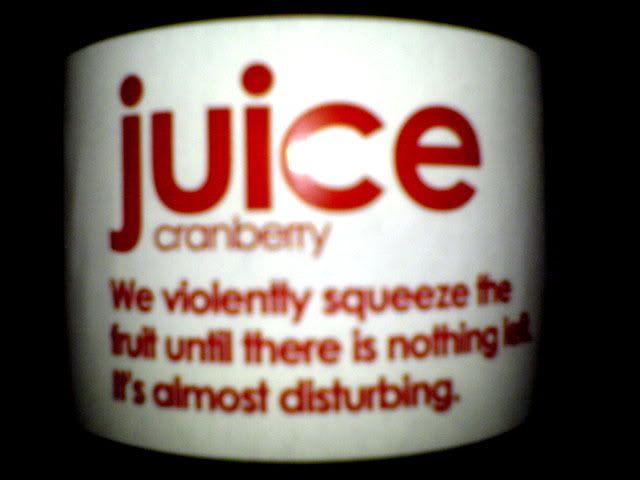 juice
cranberry
We violently squeeze the
fruit until there is nothing left.
It's almost disturbing.